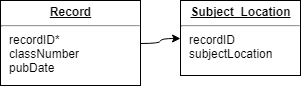 Record
recordID*
classNumber
pubDate
Subject_Location
recordID
subjectLocation